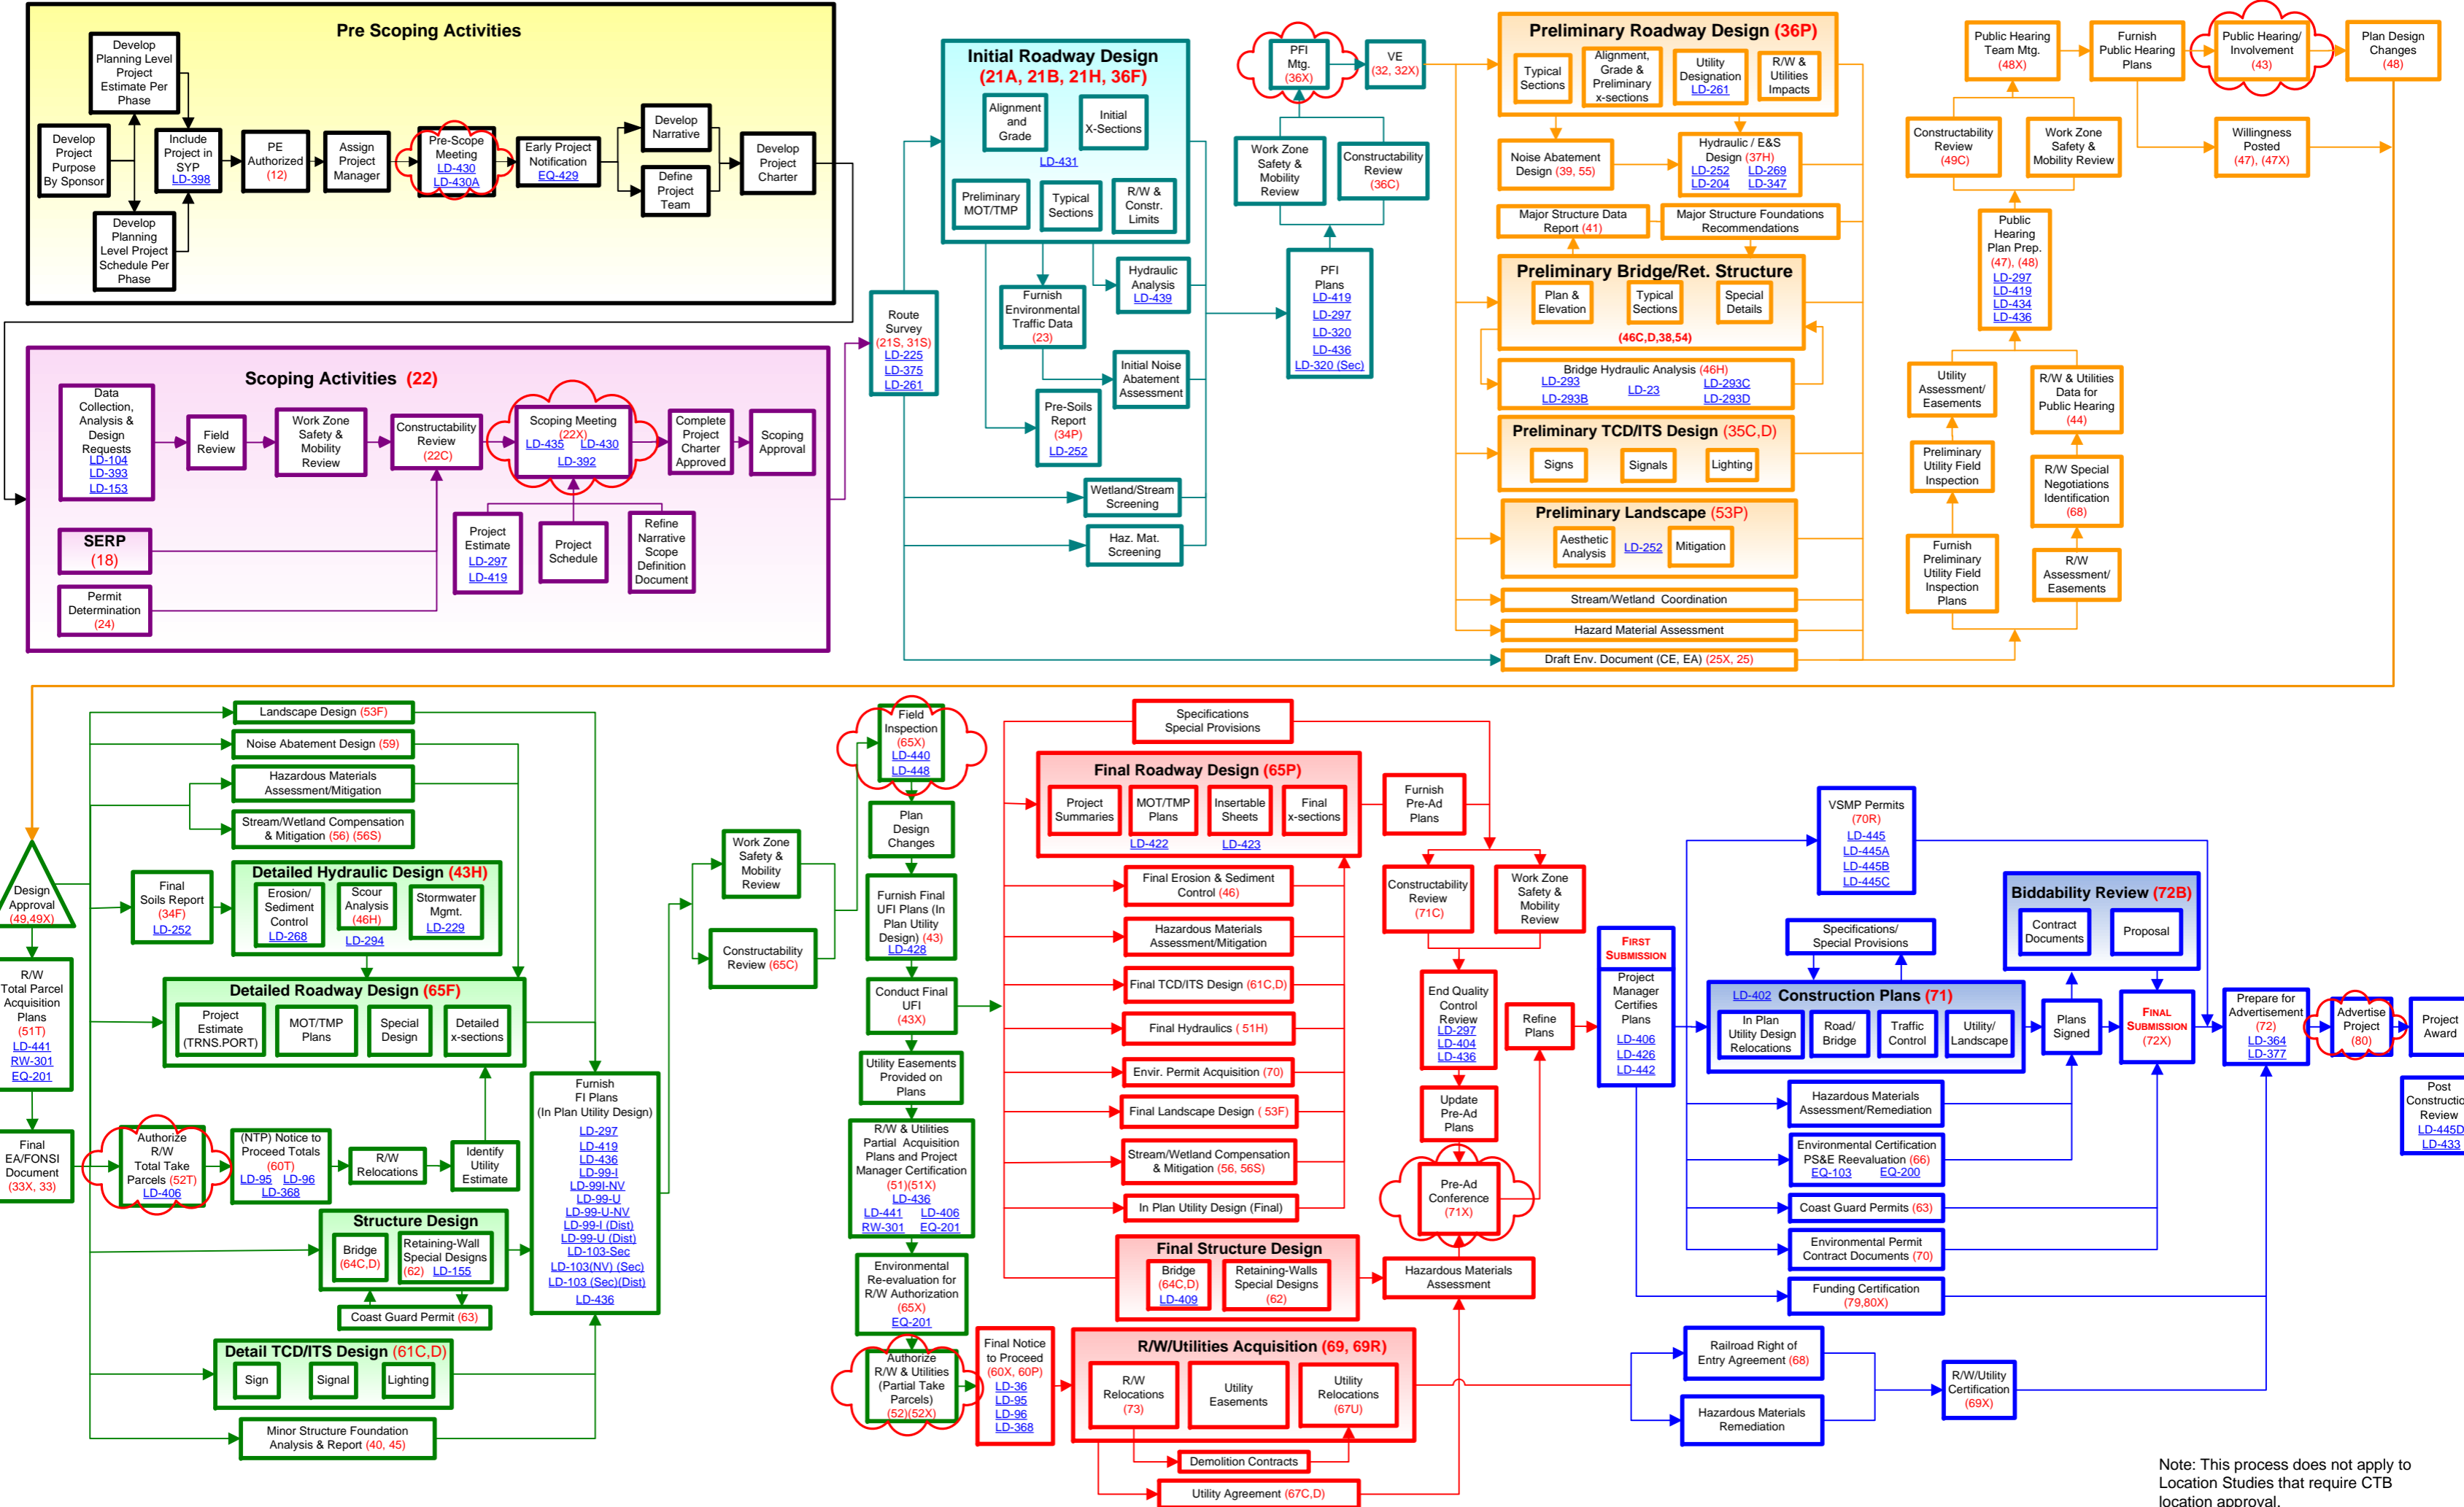 Pre Scoping Activities
Develop
Planning Level
Project
Estimate Per
Phase
Develop
Project
Purpose
By Sponsor
Include
Project in
SYP
LD-398
PE
Authorized
(12)
Assign
Project
Manager
Pre-Scope
Meeting
LD-430
LD-430A
Early Project
Notification
EQ-429
Develop
Narrative
Define
Project
Team
Develop
Project
Charter
Develop
Planning
Level Project
Schedule Per
Phase
Scoping Activities (22)
Data
Collection,
Analysis &
Design
Requests
LD-104
LD-393
LD-153
Field
Review
Work Zone
Safety &
Mobility
Review
Constructability
Review
(22C)
Scoping Meeting
(22X)
LD-435 LD-430
LD-392
Complete
Project
Charter
Approved
Scoping
Approval
SERP
(18)
Permit
Determination
(24)
Project
Estimate
LD-297
LD-419
Project
Schedule
Refine
Narrative
Scope
Definition
Document
Route
Survey
(21S, 31S)
LD-225
LD-375
LD-261
Initial Roadway Design
(21A, 21B, 21H, 36F)
Alignment
and
Grade
Initial
X-Sections
LD-431
Preliminary
MOT/TMP
Typical
Sections
R/W &
Constr.
Limits
Hydraulic
Analysis
LD-439
Furnish
Environmental
Traffic Data
(23)
Initial Noise
Abatement
Assessment
Pre-Soils
Report
(34P)
LD-252
Wetland/Stream
Screening
Haz. Mat.
Screening
PFI
Mtg.
(36X)
VE
(32, 32X)
Work Zone
Safety &
Mobility
Review
Constructability
Review
(36C)
PFI
Plans
LD-419
LD-297
LD-320
LD-436
LD-320 (Sec)
Preliminary Roadway Design (36P)
Typical
Sections
Alignment,
Grade &
Preliminary
x-sections
Utility
Designation
LD-261
R/W &
Utilities
Impacts
Noise Abatement
Design (39, 55)
Hydraulic / E&S
Design (37H)
LD-252 LD-269
LD-204 LD-347
Major Structure Data
Report (41)
Major Structure Foundations
Recommendations
Preliminary Bridge/Ret. Structure
Plan &
Elevation
Typical
Sections
Special
Details
(46C,D,38,54)
Bridge Hydraulic Analysis (46H)
LD-293 LD-23 LD-293C
LD-293B LD-293D
Preliminary TCD/ITS Design (35C,D)
Signs
Signals
Lighting
Preliminary Landscape (53P)
Aesthetic
Analysis
LD-252
Mitigation
Stream/Wetland Coordination
Hazard Material Assessment
Draft Env. Document (CE, EA) (25X, 25)
Public Hearing
Team Mtg.
(48X)
Furnish
Public Hearing
Plans
Public Hearing/
Involvement
(43)
Plan Design
Changes
(48)
Constructability
Review
(49C)
Work Zone
Safety &
Mobility Review
Willingness
Posted
(47), (47X)
Public
Hearing
Plan Prep.
(47), (48)
LD-297
LD-419
LD-434
LD-436
Utility
Assessment/
Easements
R/W & Utilities
Data for
Public Hearing
(44)
Preliminary
Utility Field
Inspection
R/W Special
Negotiations
Identification
(68)
Furnish
Preliminary
Utility Field
Inspection
Plans
R/W
Assessment/
Easements
Design
Approval
(49,49X)
R/W
Total Parcel
Acquisition
Plans
(51T)
LD-441
RW-301
EQ-201
Final
EA/FONSI
Document
(33X, 33)
Landscape Design (53F)
Noise Abatement Design (59)
Hazardous Materials
Assessment/Mitigation
Stream/Wetland Compensation
& Mitigation (56) (56S)
Final
Soils Report
(34F)
LD-252
Detailed Hydraulic Design (43H)
Erosion/
Sediment
Control
LD-268
Scour
Analysis
(46H)
LD-294
Stormwater
Mgmt.
LD-229
Detailed Roadway Design (65F)
Project
Estimate
(TRNS.PORT)
MOT/TMP
Plans
Special
Design
Detailed
x-sections
Authorize
R/W
Total Take
Parcels (52T)
LD-406
(NTP) Notice to
Proceed Totals
(60T)
LD-95 LD-96
LD-368
R/W
Relocations
Identify
Utility
Estimate
Structure Design
Bridge
(64C,D)
Retaining-Wall
Special Designs
(62) LD-155
Coast Guard Permit (63)
Detail TCD/ITS Design (61C,D)
Sign
Signal
Lighting
Minor Structure Foundation
Analysis & Report (40, 45)
Furnish
FI Plans
(In Plan Utility Design)
LD-297
LD-419
LD-436
LD-99-I
LD-99I-NV
LD-99-U
LD-99-U-NV
LD-99-I (Dist)
LD-99-U (Dist)
LD-103-Sec
LD-103(NV) (Sec)
LD-103 (Sec)(Dist)
LD-436
Work Zone
Safety &
Mobility
Review
Constructability
Review (65C)
Field
Inspection
(65X)
LD-440
LD-448
Plan
Design
Changes
Furnish Final
UFI Plans (In
Plan Utility
Design) (43)
LD-428
Conduct Final
UFI
(43X)
Utility Easements
Provided on
Plans
R/W & Utilities
Partial Acquisition
Plans and Project
Manager Certification
(51)(51X)
LD-436
LD-441 LD-406
RW-301 EQ-201
Environmental
Re-evaluation for
R/W Authorization
(65X)
EQ-201
Authorize
R/W & Utilities
(Partial Take
Parcels)
(52)(52X)
Specifications
Special Provisions
Final Roadway Design (65P)
Project
Summaries
MOT/TMP
Plans
Insertable
Sheets
Final
x-sections
LD-422 LD-423
Furnish
Pre-Ad
Plans
Final Erosion & Sediment
Control (46)
Hazardous Materials
Assessment/Mitigation
Final TCD/ITS Design (61C,D)
Final Hydraulics ( 51H)
Envir. Permit Acquisition (70)
Final Landscape Design ( 53F)
Stream/Wetland Compensation
& Mitigation (56, 56S)
In Plan Utility Design (Final)
Final Structure Design
Bridge
(64C,D)
LD-409
Retaining-Walls
Special Designs
(62)
Final Notice
to Proceed
(60X, 60P)
LD-36
LD-95
LD-96
LD-368
R/W/Utilities Acquisition (69, 69R)
R/W
Relocations
(73)
Utility
Easements
Utility
Relocations
(67U)
Demolition Contracts
Utility Agreement (67C,D)
Constructability
Review
(71C)
Work Zone
Safety &
Mobility
Review
End Quality
Control
Review
LD-297
LD-404
LD-436
Update
Pre-Ad
Plans
Pre-Ad
Conference
(71X)
Hazardous Materials
Assessment
Refine
Plans
FIRST
SUBMISSION
Project
Manager
Certifies
Plans
LD-406
LD-426
LD-442
VSMP Permits
(70R)
LD-445
LD-445A
LD-445B
LD-445C
Specifications/
Special Provisions
LD-402 Construction Plans (71)
In Plan
Utility Design
Relocations
Road/
Bridge
Traffic
Control
Utility/
Landscape
Hazardous Materials
Assessment/Remediation
Environmental Certification
PS&E Reevaluation (66)
EQ-103 EQ-200
Coast Guard Permits (63)
Environmental Permit
Contract Documents (70)
Funding Certification
(79,80X)
Railroad Right of
Entry Agreement (68)
Hazardous Materials
Remediation
R/W/Utility
Certification
(69X)
Biddability Review (72B)
Contract
Documents
Proposal
Plans
Signed
FINAL
SUBMISSION
(72X)
Prepare for
Advertisement
(72)
LD-364
LD-377
Advertise
Project
(80)
Project
Award
Post
Construction
Review
LD-445D
LD-433
Note: This process does not apply to
Location Studies that require CTB
location approval.